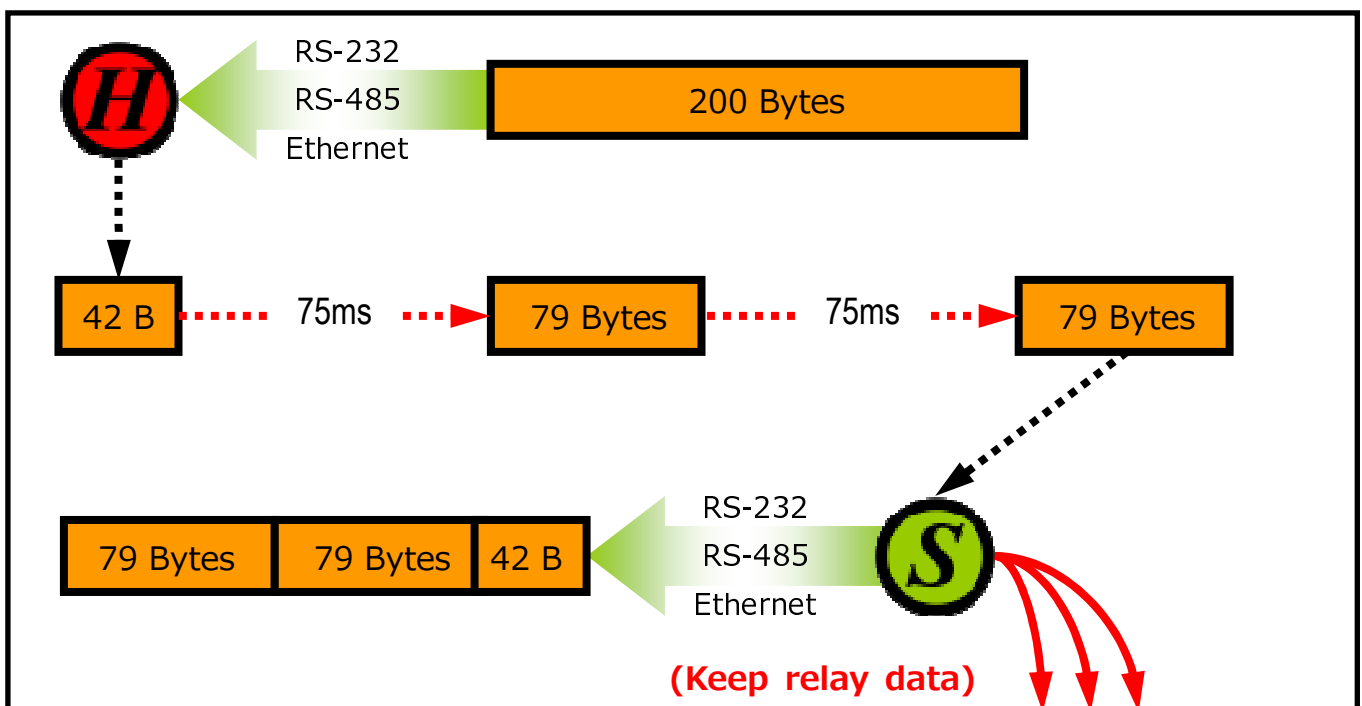 H
RS-232
RS-485
Ethernet
200 Bytes
42 B
75ms
79 Bytes
75ms
79 Bytes
79 Bytes
79 Bytes
42 B
RS-232
RS-485
Ethernet
S
(Keep relay data)